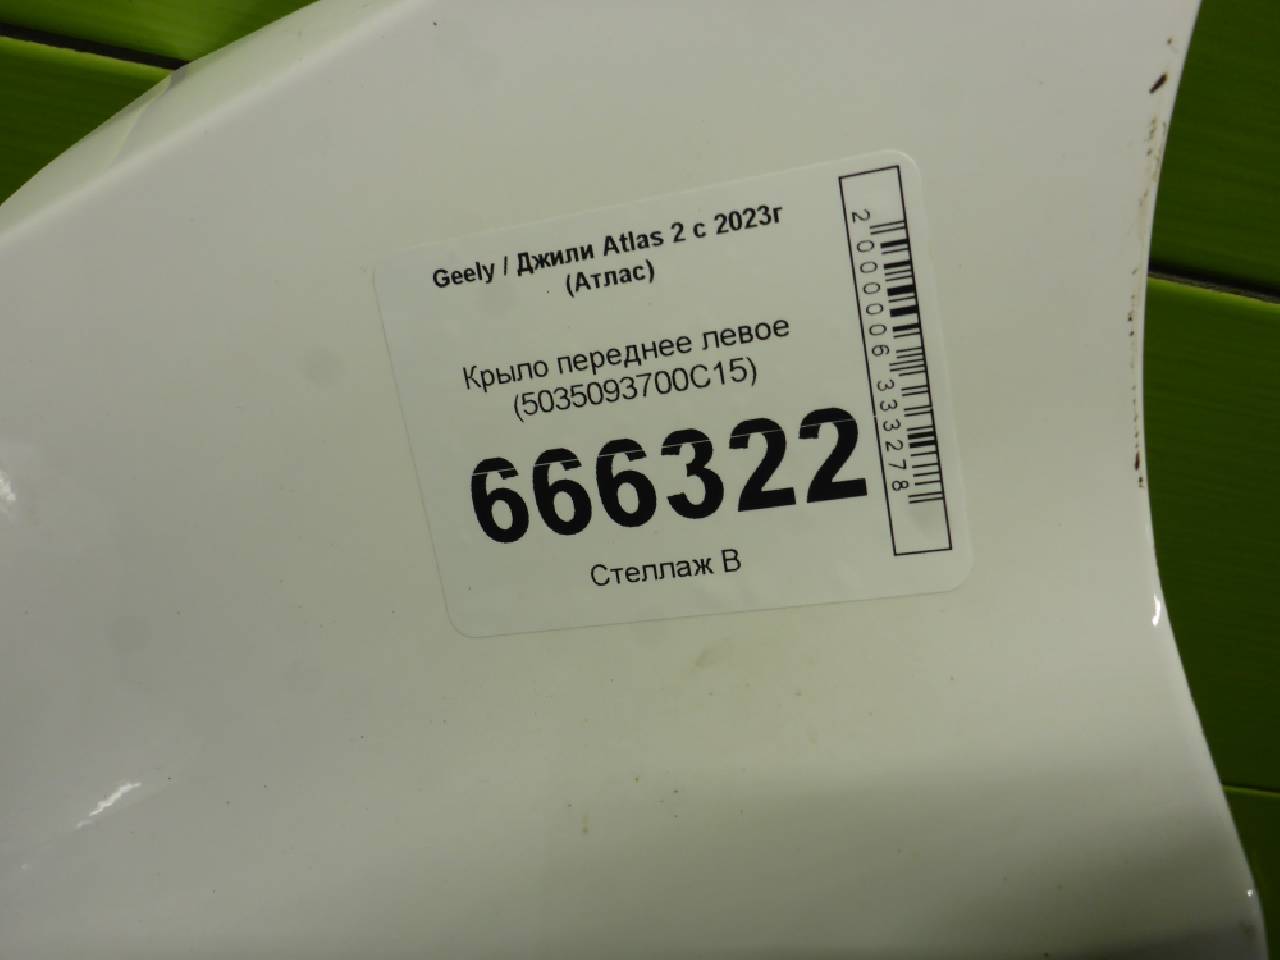 Geely / Джили Atlas 2 с 2023г
(Атлас)
Крыло переднее левое
(5035093700C15)
666322
Стеллаж В
2000006333278